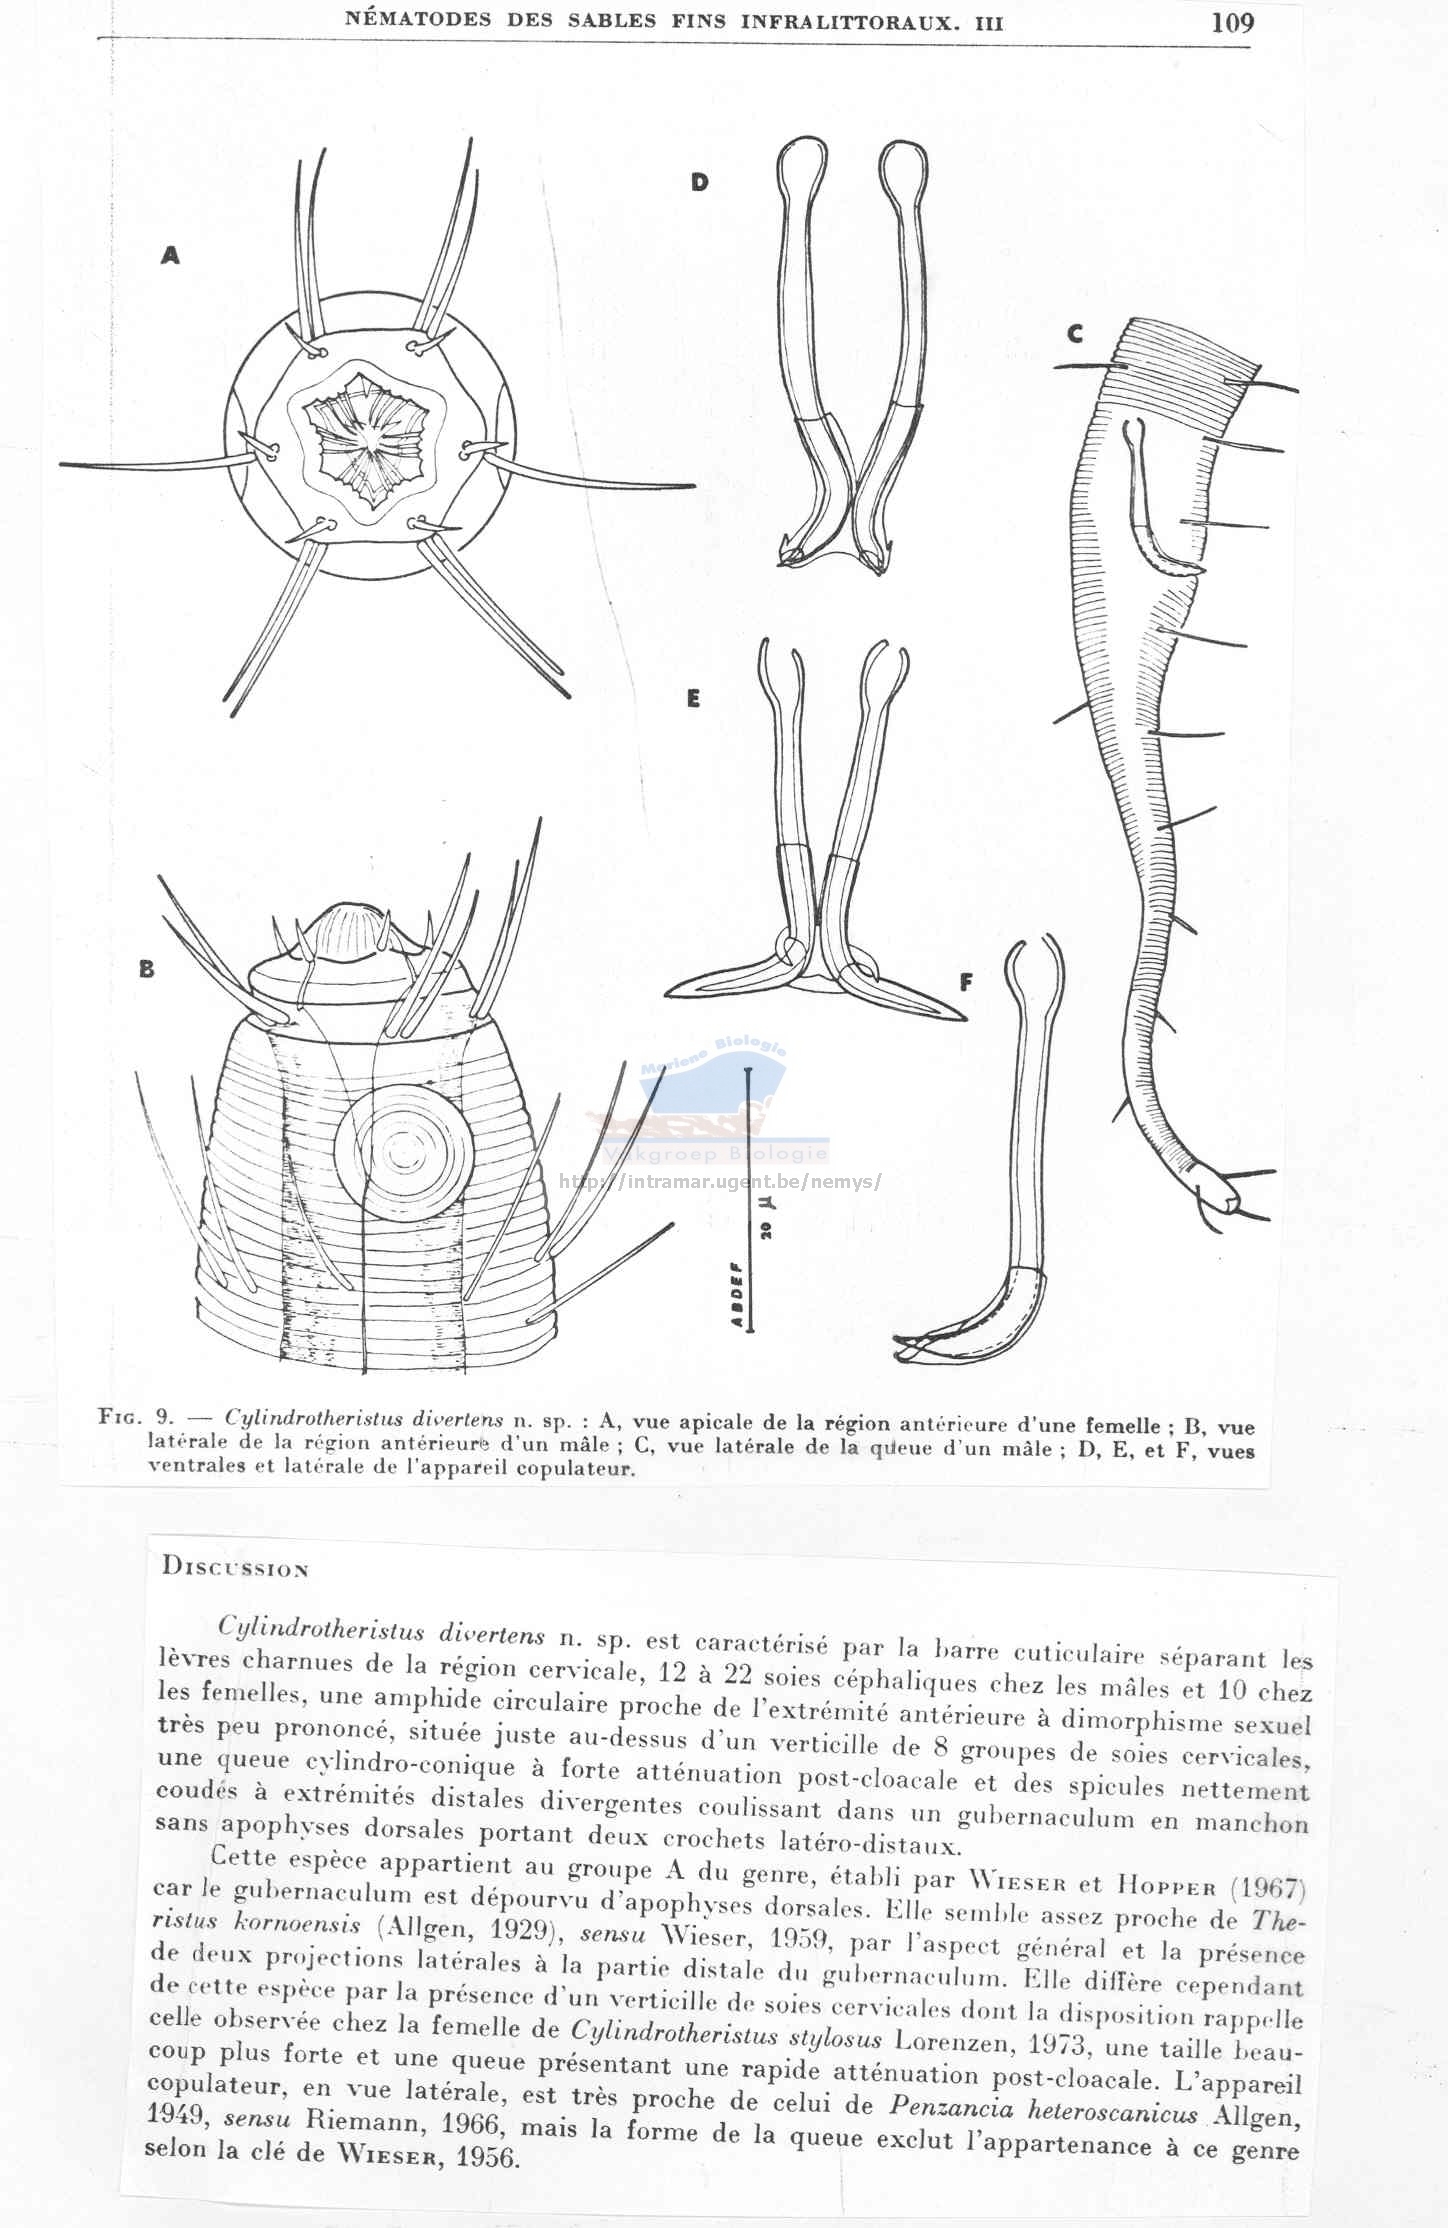 NÉMATODES DES SABLES FINS INFRALITTORAUX. III 109
A
D
C
E
B
F
Mariene Biologie
Vakgroep Biologie
http://intramar.ugent.be/nemys/
20 µ
ABDEF
FIG. 9. — Cylindrotheristus divertens n. sp. : A, vue apicale de la région antérieure d'une femelle ; B, vue
latérale de la région antérieure d'un mâle ; C, vue latérale de la queue d'un mâle ; D, E, et F, vues
ventrales et latérale de l'appareil copulateur.
DISCUSSION
Cylindrotheristus divertens n. sp. est caractérisé par la barre cuticulaire séparant les
lèvres charnues de la région cervicale, 12 à 22 soies céphaliques chez les mâles et 10 chez
les femelles, une amphide circulaire proche de l'extrémité antérieure à dimorphisme sexuel
très peu prononcé, située juste au-dessus d'un verticille de 8 groupes de soies cervicales,
une queue cylindro-conique à forte atténuation post-cloacale et des spicules nettement
coudés à extrémités distales divergentes coulissant dans un gubernaculum en manchon
sans apophyses dorsales portant deux crochets latéro-distaux.
Cette espèce appartient au groupe A du genre, établi par WIESER et HOPPER (1967)
car le gubernaculum est dépourvu d'apophyses dorsales. Elle semble assez proche de The-
ristus kornoensis (Allgen, 1929), sensu Wieser, 1959, par l'aspect général et la présence
de deux projections latérales à la partie distale du gubernaculum. Elle diffère cependant
de cette espèce par la présence d'un verticille de soies cervicales dont la disposition rappelle
celle observée chez la femelle de Cylindrotheristus stylosus Lorenzen, 1973, une taille beau-
coup plus forte et une queue présentant une rapide atténuation post-cloacale. L'appareil
copulateur, en vue latérale, est très proche de celui de Penzancia heteroscanicus Allgen,
1949, sensu Riemann, 1966, mais la forme de la queue exclut l'appartenance à ce genre
selon la clé de WIESER, 1956.